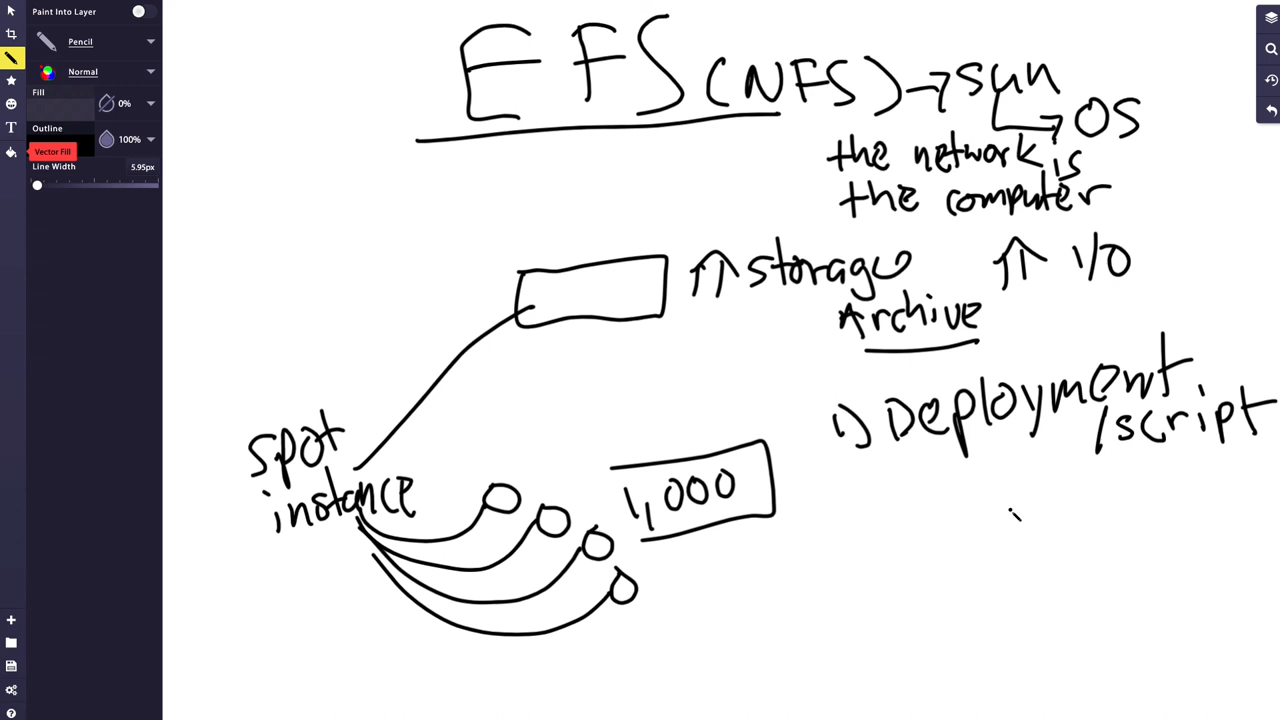 Paint Into Layer
Pencil
Normal
Fill
0%
Outline
100%
Vector Fill
Line Width
5.95px
EFS (NFS) → sun
→ OS
the network is
the computer
↑↑ storage
↑↑ I/O
Archive
1) Deployment
/script
spot
instance
1,000